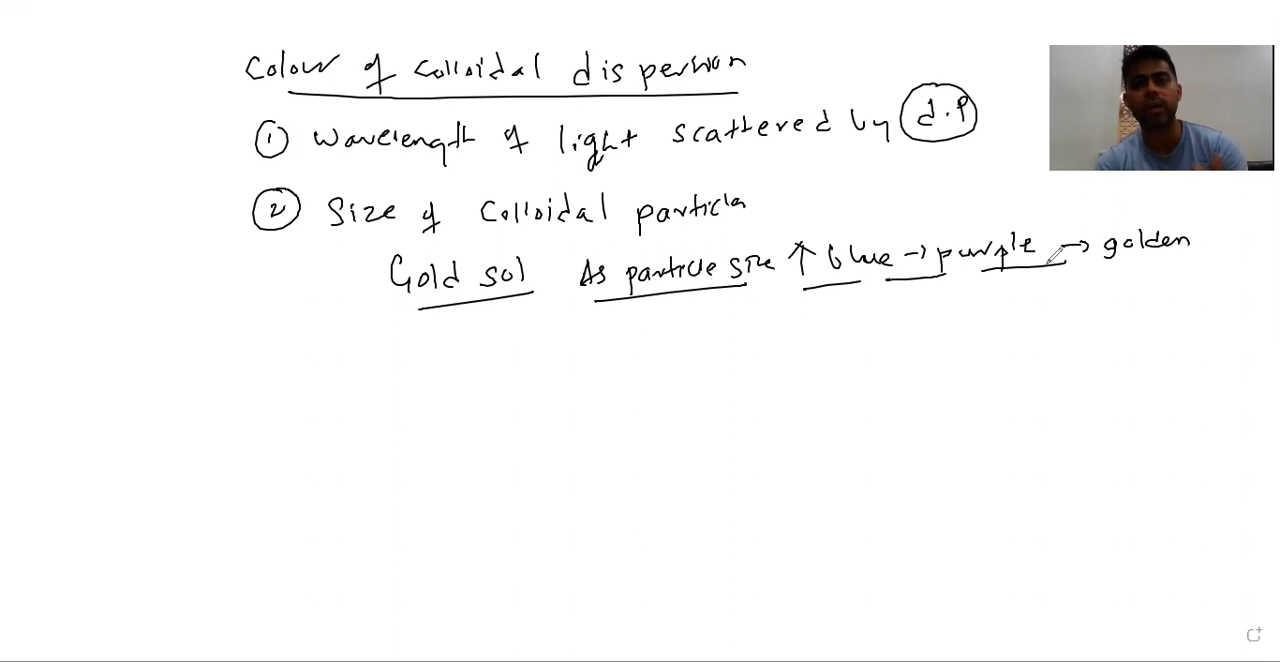 Colour of colloidal dispersion
① Wavelength of light scattered by d.P
② Size of Colloidal particles
Gold sol As particle size ↑ blue → purple → golden